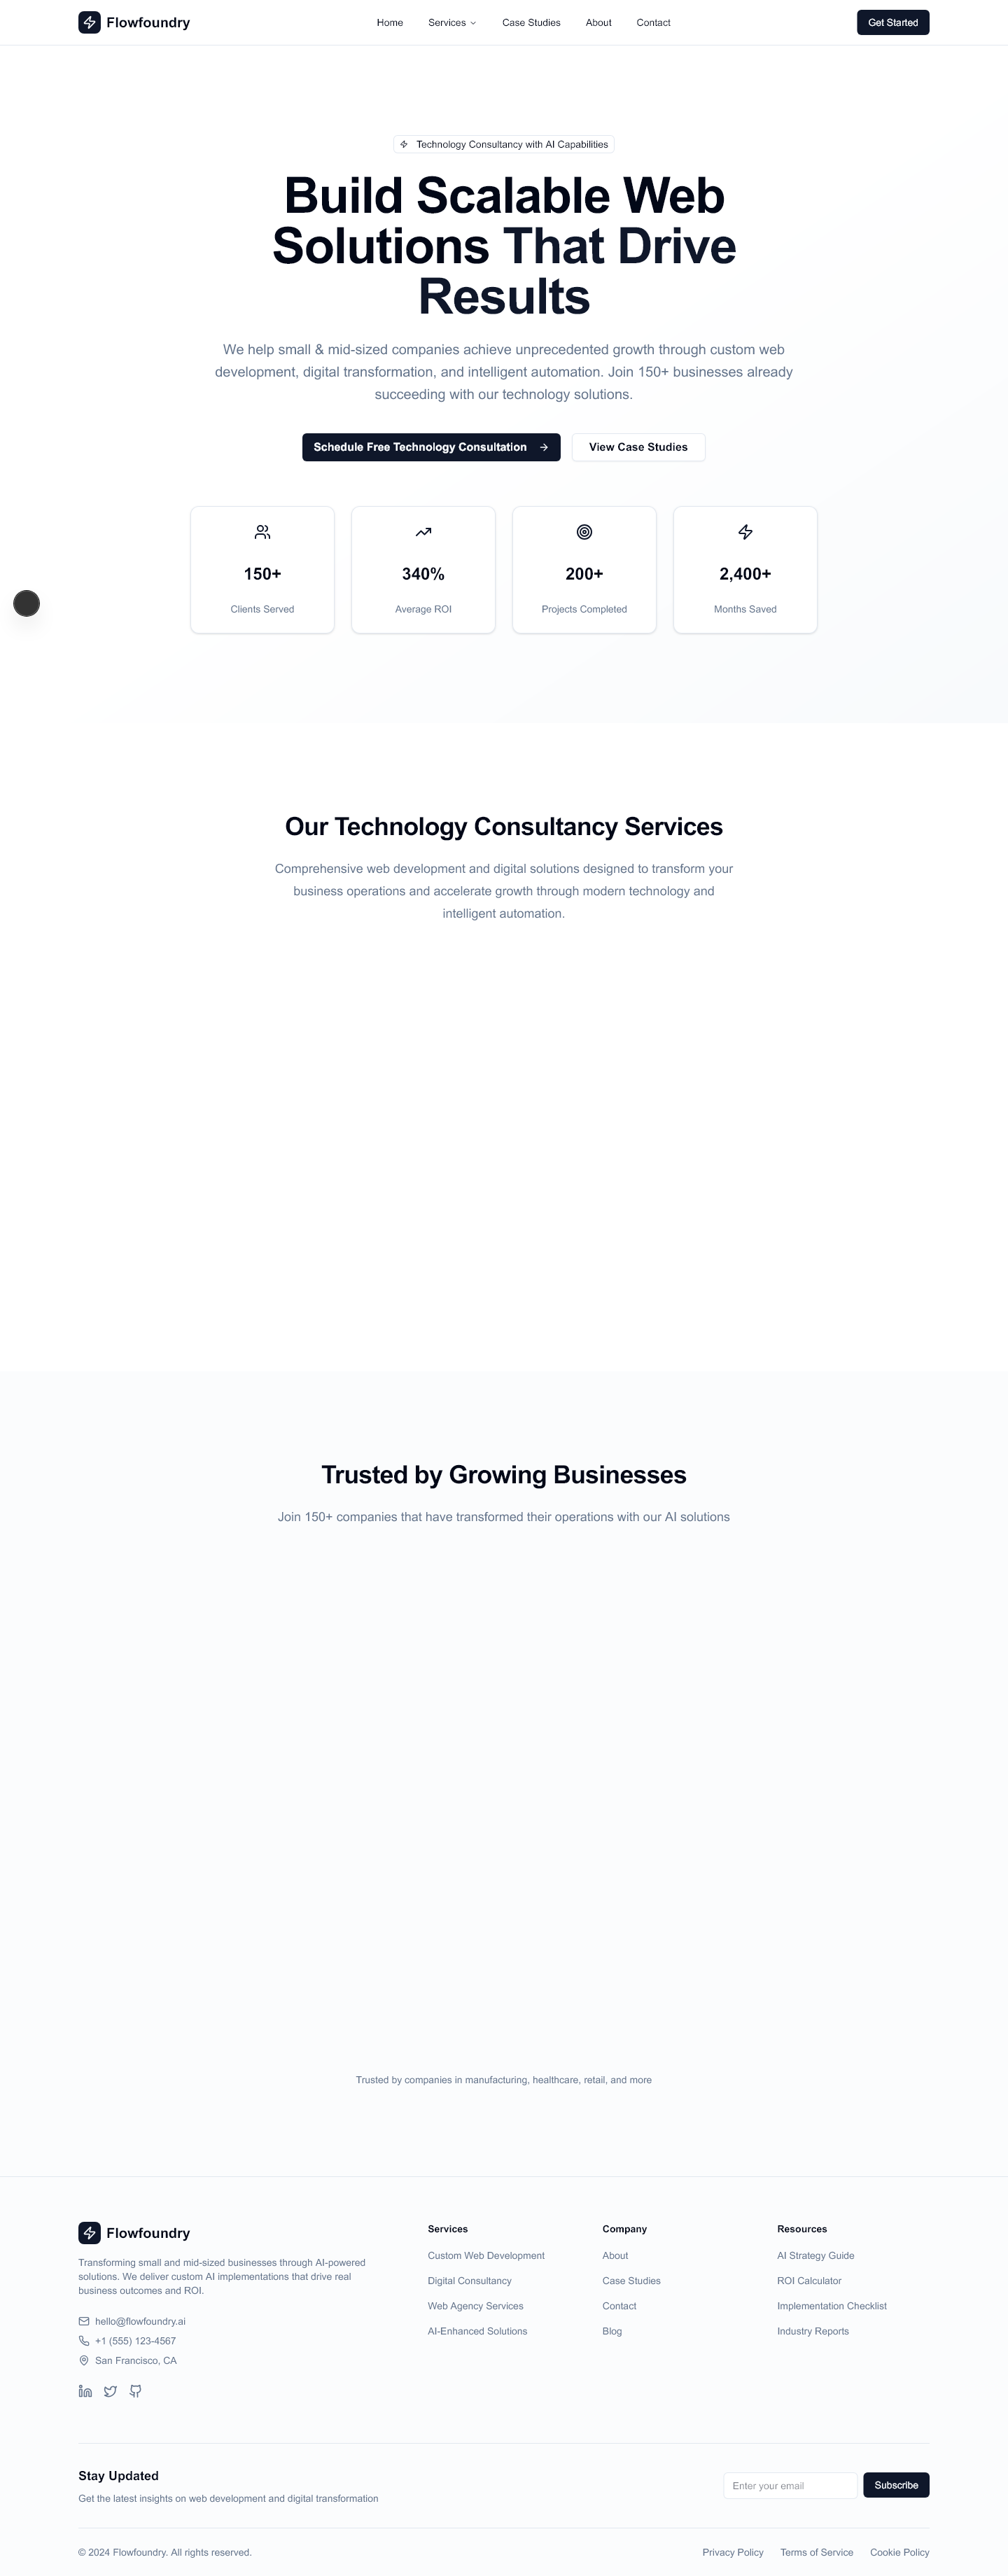 Flowfoundry
Home
Services
Case Studies
About
Contact
Get Started
Technology Consultancy with AI Capabilities
Build Scalable Web
Solutions That Drive
Results
We help small & mid-sized companies achieve unprecedented growth through custom web
development, digital transformation, and intelligent automation. Join 150+ businesses already
succeeding with our technology solutions.
Schedule Free Technology Consultation
View Case Studies
150+
Clients Served
340%
Average ROI
200+
Projects Completed
2,400+
Months Saved
Our Technology Consultancy Services
Comprehensive web development and digital solutions designed to transform your
business operations and accelerate growth through modern technology and
intelligent automation.
Trusted by Growing Businesses
Join 150+ companies that have transformed their operations with our AI solutions
Trusted by companies in manufacturing, healthcare, retail, and more
Flowfoundry
Transforming small and mid-sized businesses through AI-powered
solutions. We deliver custom AI implementations that drive real
business outcomes and ROI.
hello@flowfoundry.ai
+1 (555) 123-4567
San Francisco, CA
Services
Custom Web Development
Digital Consultancy
Web Agency Services
AI-Enhanced Solutions
Company
About
Case Studies
Contact
Blog
Resources
AI Strategy Guide
ROI Calculator
Implementation Checklist
Industry Reports
Stay Updated
Get the latest insights on web development and digital transformation
Enter your email
Subscribe
© 2024 Flowfoundry. All rights reserved.
Privacy Policy
Terms of Service
Cookie Policy